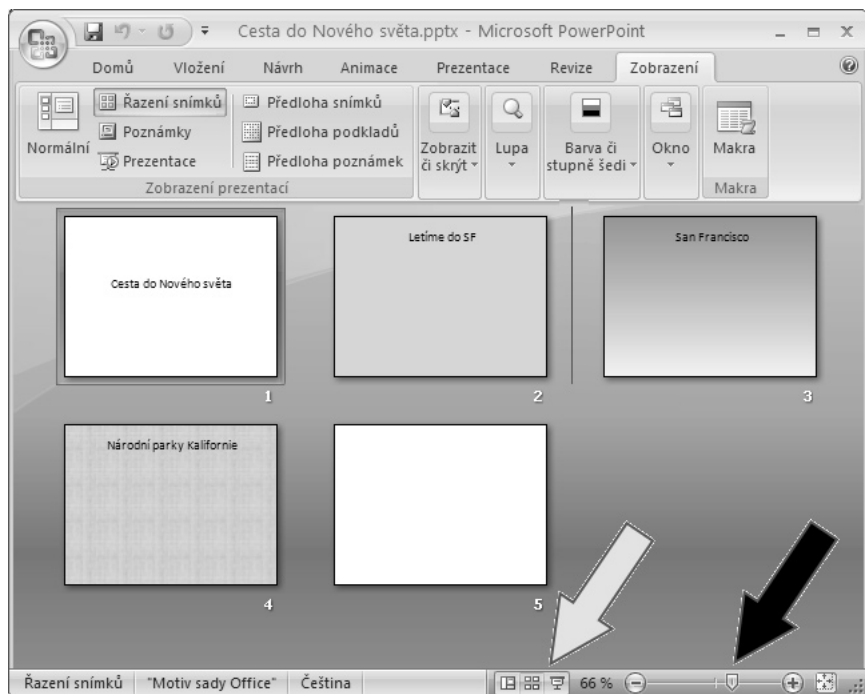 Cesta do Nového světa.pptx - Microsoft PowerPoint
Domů Vložení Návrh Animace Prezentace Revize Zobrazení
Normální
Řazení snímků
Poznámky
Prezentace
Předloha snímků
Předloha podkladů
Předloha poznámek
Zobrazit
či skrýt
Lupa
Barva či
stupně šedi
Okno
Makra
Zobrazení prezentací
Makra
Cesta do Nového světa
1
Letíme do SF
2
San Francisco
3
Národní parky Kalifornie
4
5
Řazení snímků "Motiv sady Office" Čeština 66 %